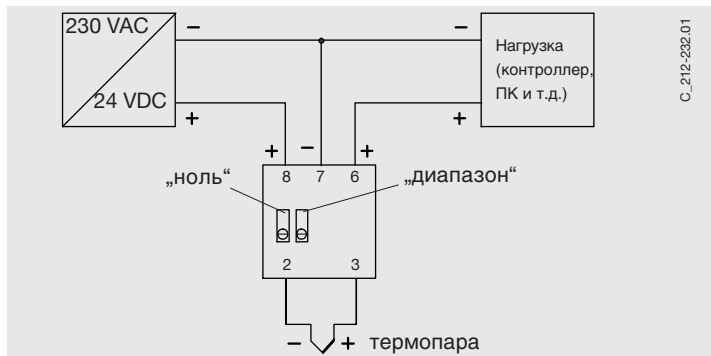 230 VAC
24 VDC
−
+
−
+
Нагрузка
(контроллер,
ПК и т.д.)
C_212-232.01
+
−
+
8
7
6
„ноль“
„диапазон“
2
3
−
+
термопара